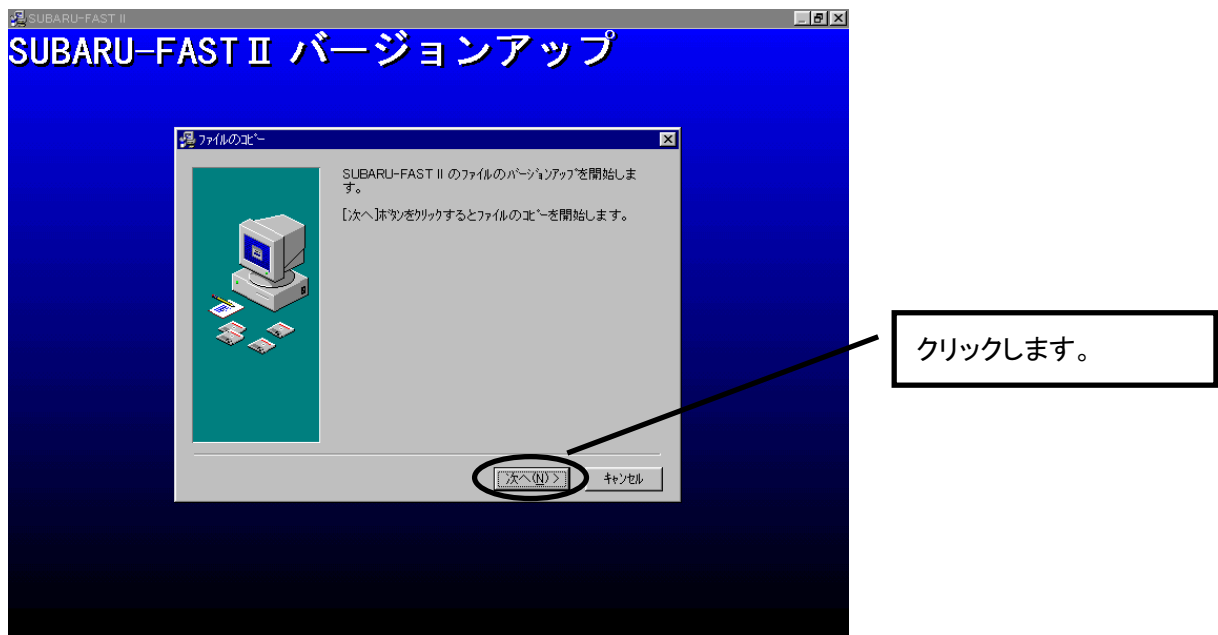 SUBARU-FAST II
SUBARU-FASTⅡ バージョンアップ
ﾌｧｲﾙのｺﾋﾟｰ
SUBARU-FAST II のﾌｧｲﾙのﾊﾞｰｼﾞｮﾝｱｯﾌﾟを開始しま
す。
[次へ]ﾎﾞﾀﾝをｸﾘｯｸするとﾌｧｲﾙのｺﾋﾟｰを開始します。
クリックします。
次へ(N) >
ｷｬﾝｾﾙ